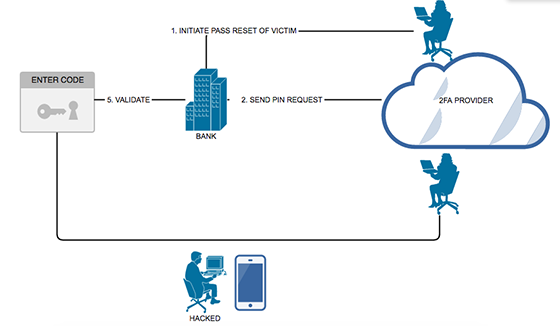 1. INITIATE PASS RESET OF VICTIM
ENTER CODE
5. VALIDATE
2. SEND PIN REQUEST
2FA PROVIDER
BANK
HACKED